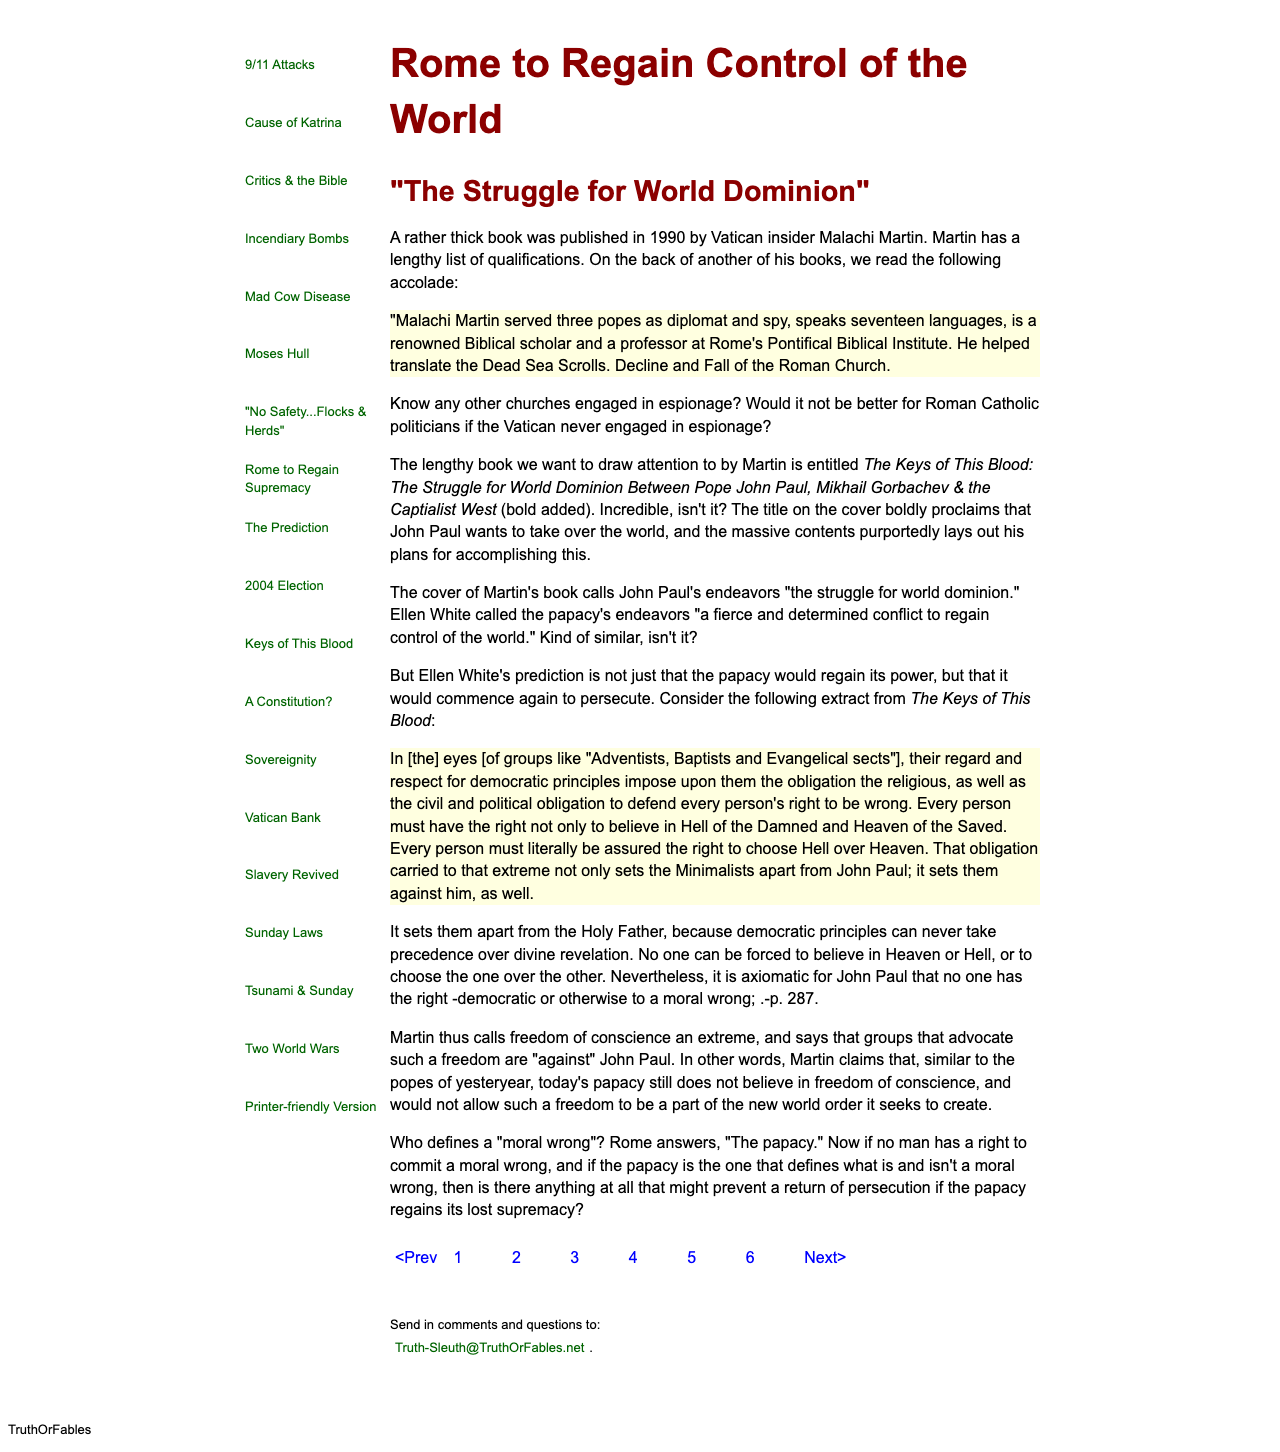 9/11 Attacks
Cause of Katrina
Critics & the Bible
Incendiary Bombs
Mad Cow Disease
Moses Hull
"No Safety...Flocks &
Herds"
Rome to Regain
Supremacy
The Prediction
2004 Election
Keys of This Blood
A Constitution?
Sovereignity
Vatican Bank
Slavery Revived
Sunday Laws
Tsunami & Sunday
Two World Wars
Printer-friendly Version
Rome to Regain Control of the
World
"The Struggle for World Dominion"
A rather thick book was published in 1990 by Vatican insider Malachi Martin. Martin has a
lengthy list of qualifications. On the back of another of his books, we read the following
accolade:
"Malachi Martin served three popes as diplomat and spy, speaks seventeen languages, is a
renowned Biblical scholar and a professor at Rome's Pontifical Biblical Institute. He helped
translate the Dead Sea Scrolls. Decline and Fall of the Roman Church.
Know any other churches engaged in espionage? Would it not be better for Roman Catholic
politicians if the Vatican never engaged in espionage?
The lengthy book we want to draw attention to by Martin is entitled The Keys of This Blood:
The Struggle for World Dominion Between Pope John Paul, Mikhail Gorbachev & the
Captialist West (bold added). Incredible, isn't it? The title on the cover boldly proclaims that
John Paul wants to take over the world, and the massive contents purportedly lays out his
plans for accomplishing this.
The cover of Martin's book calls John Paul's endeavors "the struggle for world dominion."
Ellen White called the papacy's endeavors "a fierce and determined conflict to regain
control of the world." Kind of similar, isn't it?
But Ellen White's prediction is not just that the papacy would regain its power, but that it
would commence again to persecute. Consider the following extract from The Keys of This
Blood:
In [the] eyes [of groups like "Adventists, Baptists and Evangelical sects"], their regard and
respect for democratic principles impose upon them the obligation the religious, as well as
the civil and political obligation to defend every person's right to be wrong. Every person
must have the right not only to believe in Hell of the Damned and Heaven of the Saved.
Every person must literally be assured the right to choose Hell over Heaven. That obligation
carried to that extreme not only sets the Minimalists apart from John Paul; it sets them
against him, as well.
It sets them apart from the Holy Father, because democratic principles can never take
precedence over divine revelation. No one can be forced to believe in Heaven or Hell, or to
choose the one over the other. Nevertheless, it is axiomatic for John Paul that no one has
the right -democratic or otherwise to a moral wrong; .-p. 287.
Martin thus calls freedom of conscience an extreme, and says that groups that advocate
such a freedom are "against" John Paul. In other words, Martin claims that, similar to the
popes of yesteryear, today's papacy still does not believe in freedom of conscience, and
would not allow such a freedom to be a part of the new world order it seeks to create.
Who defines a "moral wrong"? Rome answers, "The papacy." Now if no man has a right to
commit a moral wrong, and if the papacy is the one that defines what is and isn't a moral
wrong, then is there anything at all that might prevent a return of persecution if the papacy
regains its lost supremacy?
<Prev 1 2 3 4 5 6 Next>
Send in comments and questions to:
Truth-Sleuth@TruthOrFables.net .
TruthOrFables